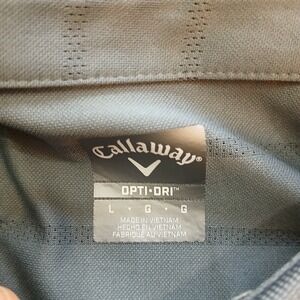 Callaway®
OPTI•DRI™
L • G • G
MADE IN VIETNAM
HECHO EN VIETNAM
FABRIQUÉ AU VIETNAM